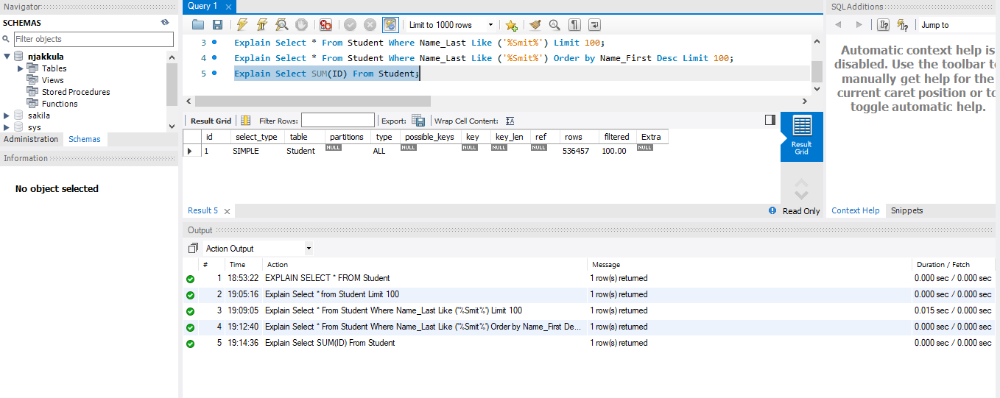 Navigator
SCHEMAS
Filter objects
njakkula
Tables
Views
Stored Procedures
Functions
sakila
sys
Administration Schemas
Information
No object selected
Query 1 ×
Limit to 1000 rows
3 Explain Select * From Student Where Name_Last Like ('%Smit%') Limit 100;
4 Explain Select * From Student Where Name_Last Like ('%Smit%') Order by Name_First Desc Limit 100;
5 Explain Select SUM(ID) From Student;
Result Grid Filter Rows: Export: Wrap Cell Content: IA
id select_type table partitions type possible_keys key key_len ref rows filtered Extra
1 SIMPLE Student NULL ALL NULL NULL NULL NULL 536457 100.00 NULL
Result Grid
Result 5 × Read Only
SQLAdditions
Jump to
Automatic context help is
disabled. Use the toolbar to
manually get help for the
current caret position or to
toggle automatic help.
Context Help Snippets
Output
Action Output
# Time Action Message Duration / Fetch
1 18:53:22 EXPLAIN SELECT * FROM Student 1 row(s) returned 0.000 sec / 0.000 sec
2 19:05:16 Explain Select * from Student Limit 100 1 row(s) returned 0.000 sec / 0.000 sec
3 19:09:05 Explain Select * From Student Where Name_Last Like ('%Smit%') Limit 100 1 row(s) returned 0.015 sec / 0.000 sec
4 19:12:40 Explain Select * From Student Where Name_Last Like ('%Smit%') Order by Name_First De... 1 row(s) returned 0.000 sec / 0.000 sec
5 19:14:36 Explain Select SUM(ID) From Student 1 row(s) returned 0.000 sec / 0.000 sec